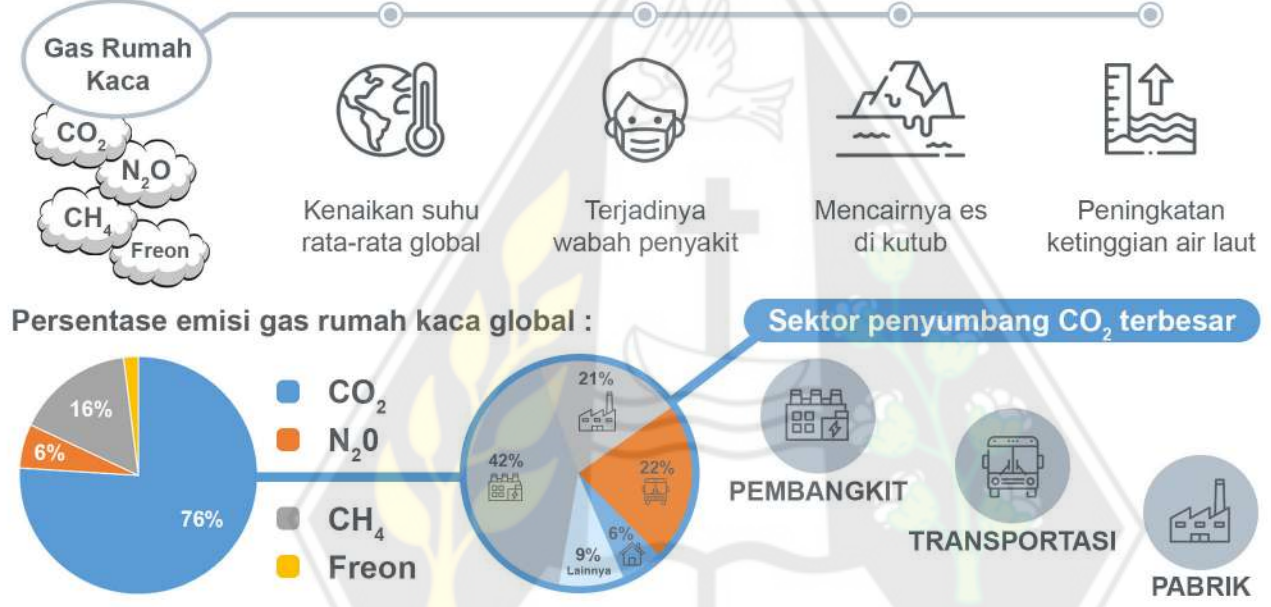 Gas Rumah
Kaca
CO₂
N₂O
CH₄
Freon
Kenaikan suhu
rata-rata global
Terjadinya
wabah penyakit
Mencairnya es
di kutub
Peningkatan
ketinggian air laut
Persentase emisi gas rumah kaca global :
Sektor penyumbang CO₂ terbesar
16%
6%
76%
CO₂
N₂0
CH₄
Freon
21%
42%
22%
6%
9%
Lainnya
PEMBANGKIT
TRANSPORTASI
PABRIK